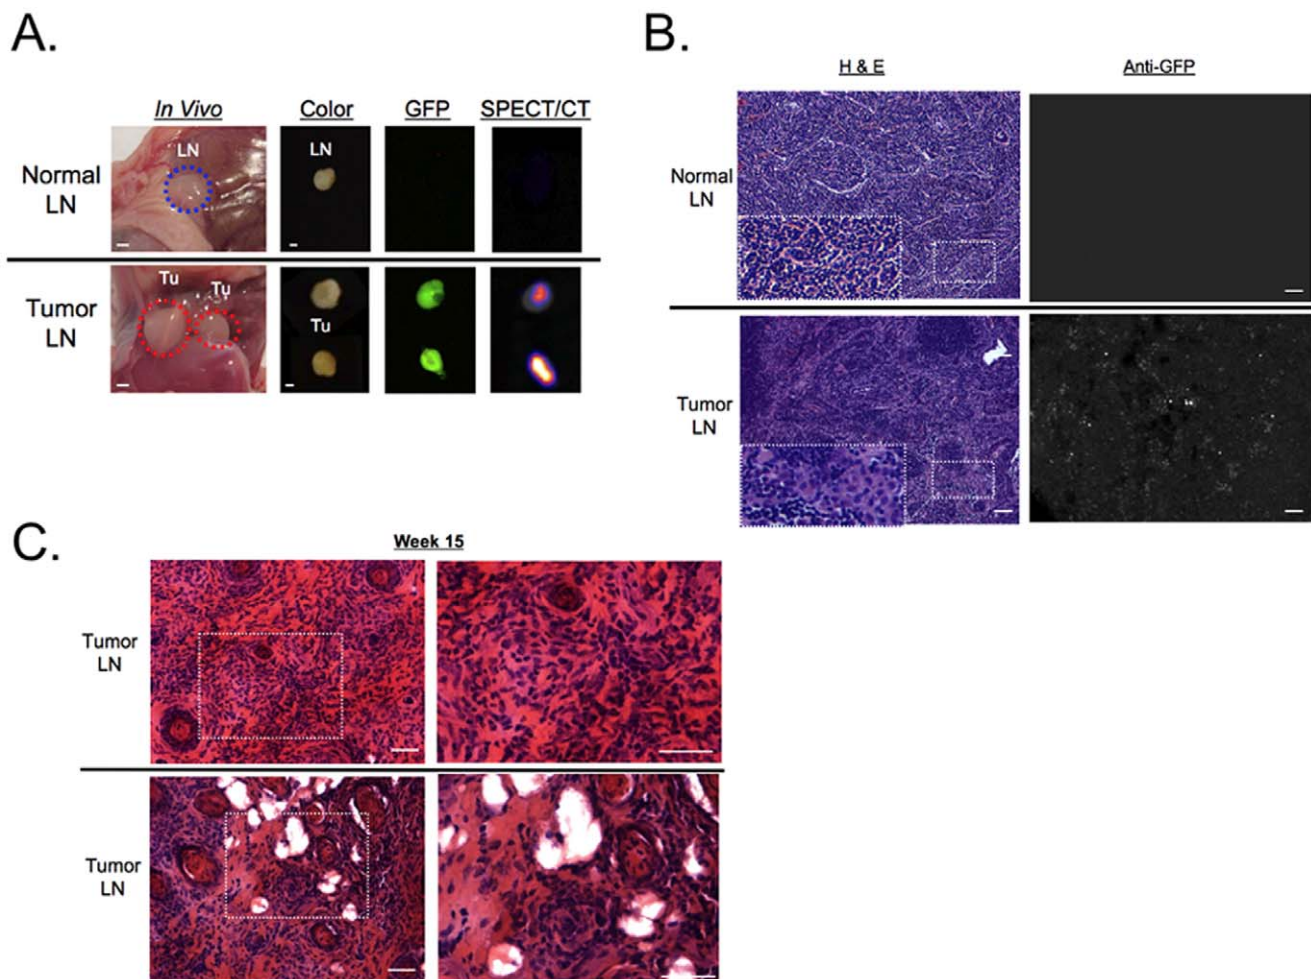 A.
In Vivo
Color
GFP
SPECT/CT
Normal
LN
LN
LN
Tumor
LN
Tu
Tu
Tu
B.
H & E
Anti-GFP
Normal
LN
Tumor
LN
C.
Week 15
Tumor
LN
Tumor
LN